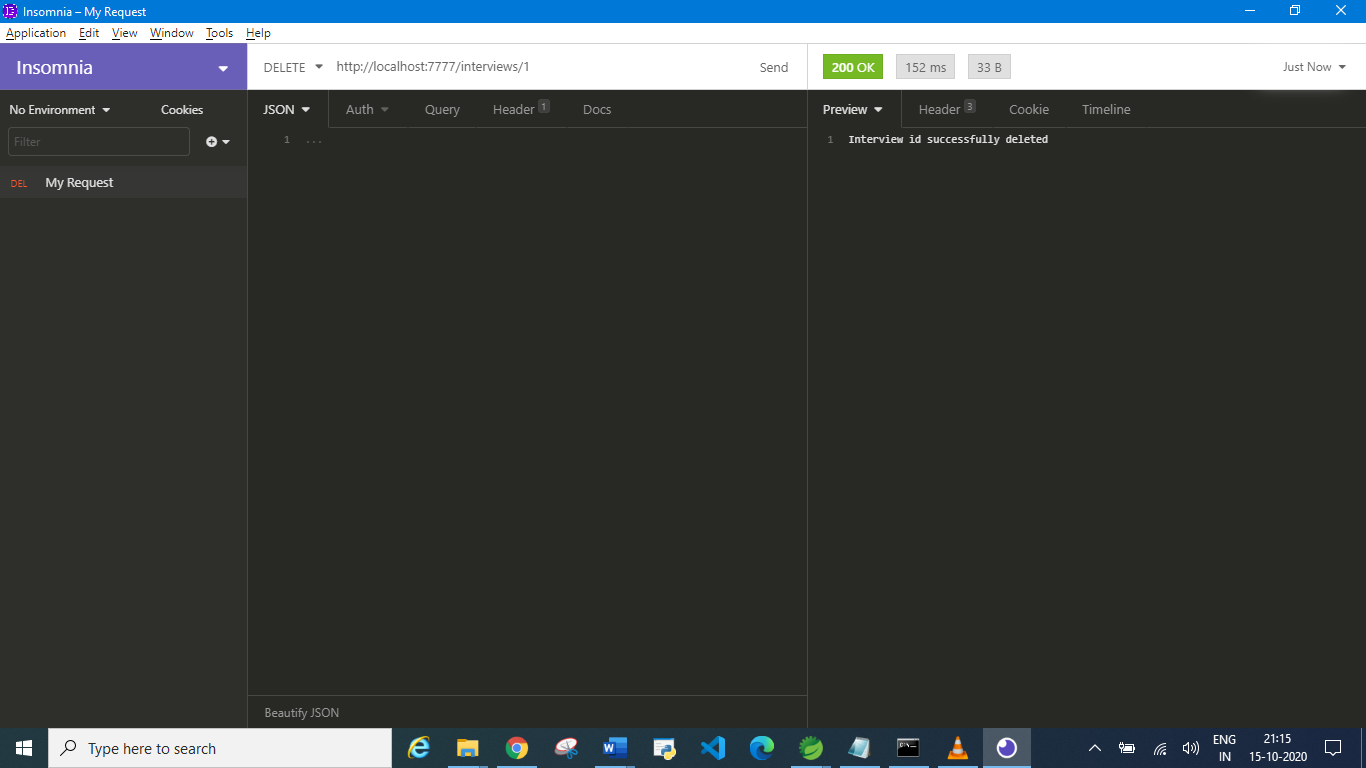 Insomnia – My Request
Application Edit View Window Tools Help
Insomnia
DELETE http://localhost:7777/interviews/1 Send
200 OK 152 ms 33 B Just Now
No Environment Cookies
JSON Auth Query Header 1 Docs
Preview Header 3 Cookie Timeline
Filter
1 ...
1 Interview id successfully deleted
DEL My Request
Beautify JSON
Type here to search
ENG
IN
21:15
15-10-2020